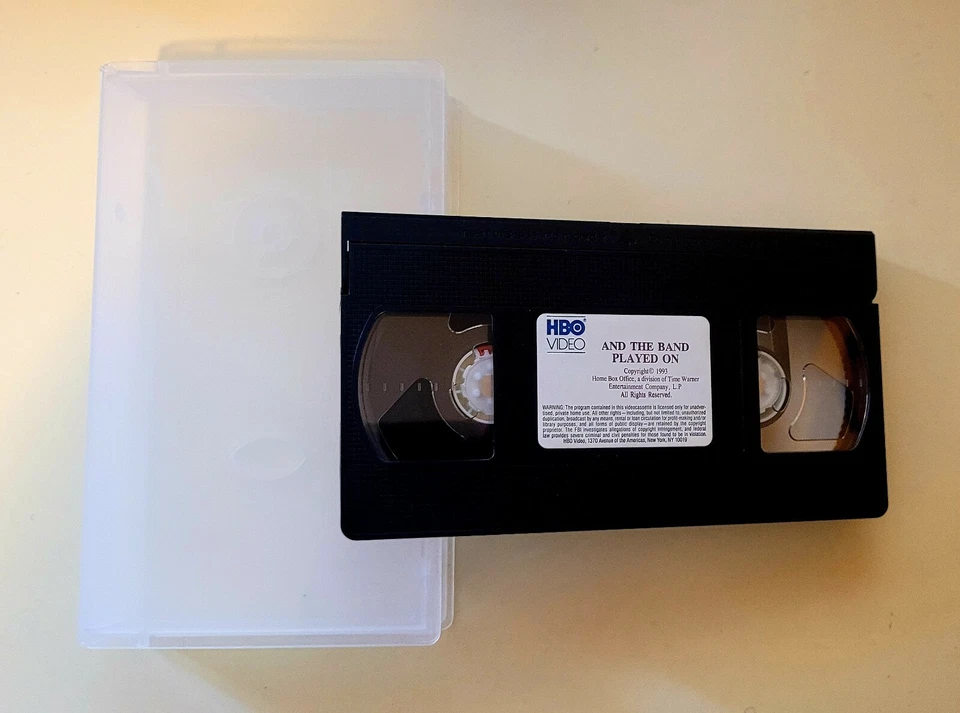 HBO®
VIDEO
AND THE BAND
PLAYED ON
Copyright© 1993
Home Box Office, a division of Time Warner
Entertainment Company, L.P
All Rights Reserved.
WARNING: The program contained in this videocassette is licensed only for unadver-
tised, private home use. All other rights—including, but not limited to, unauthorized
duplication, broadcast by any means, rental or loan circulation for profit-making and/or
library purposes, and all forms of public display—are retained by the copyright
proprietor. The FBI investigates allegations of copyright infringement, and federal
law provides severe criminal and civil penalties for those found to be in violation.
HBO Video, 1370 Avenue of the Americas, New York, NY 10019